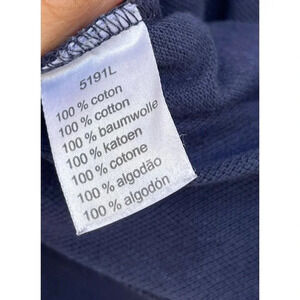 5191L
100 % coton
100 % cotton
100 % baumwolle
100 % katoen
100 % cotone
100 % algodão
100 % algodón